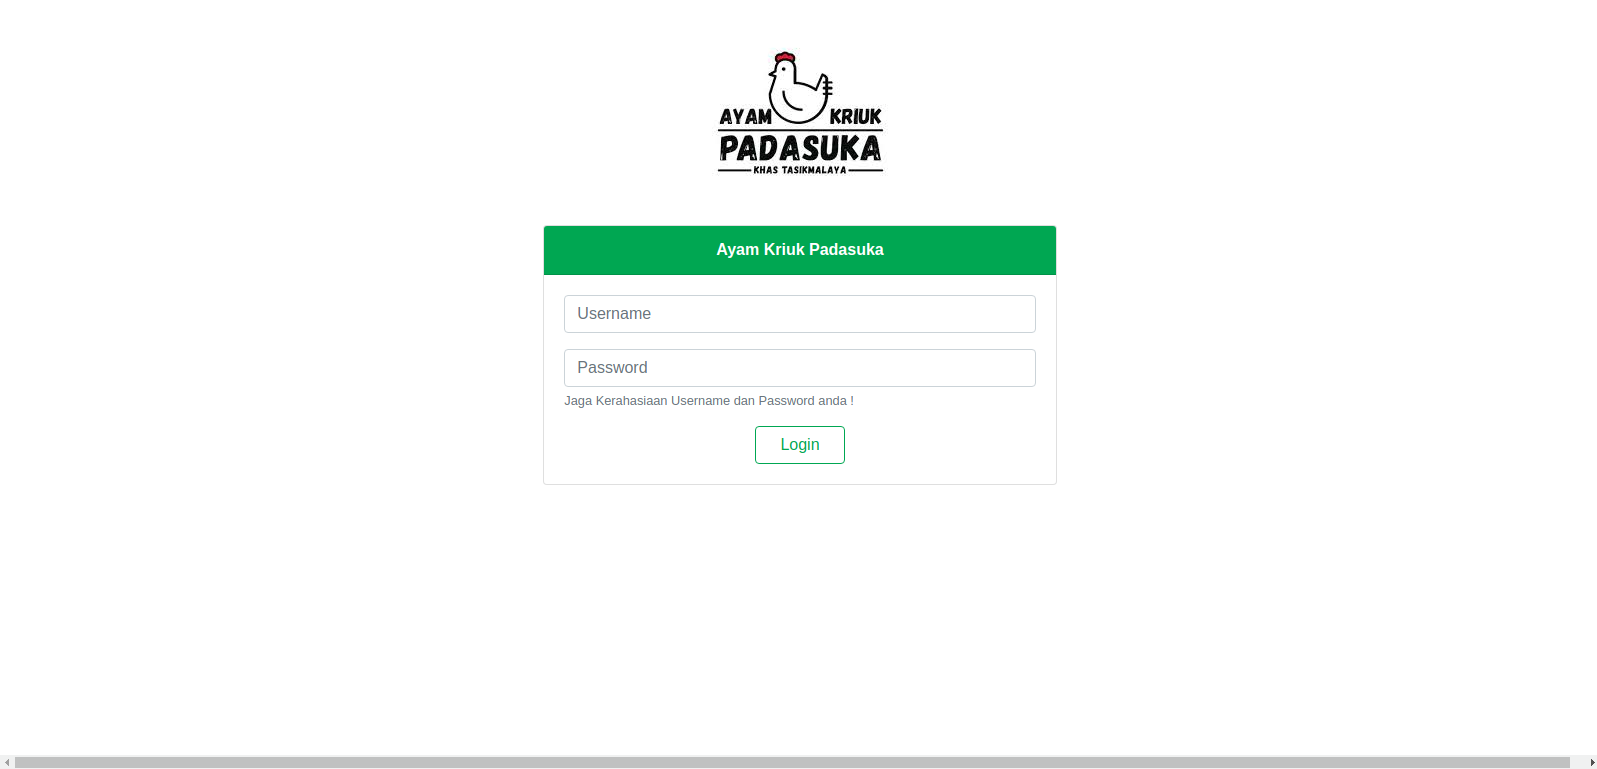 AYAM KRIUK
PADASUKA
KHAS TASIKMALAYA
Ayam Kriuk Padasuka
Username
Password
Jaga Kerahasiaan Username dan Password anda !
Login